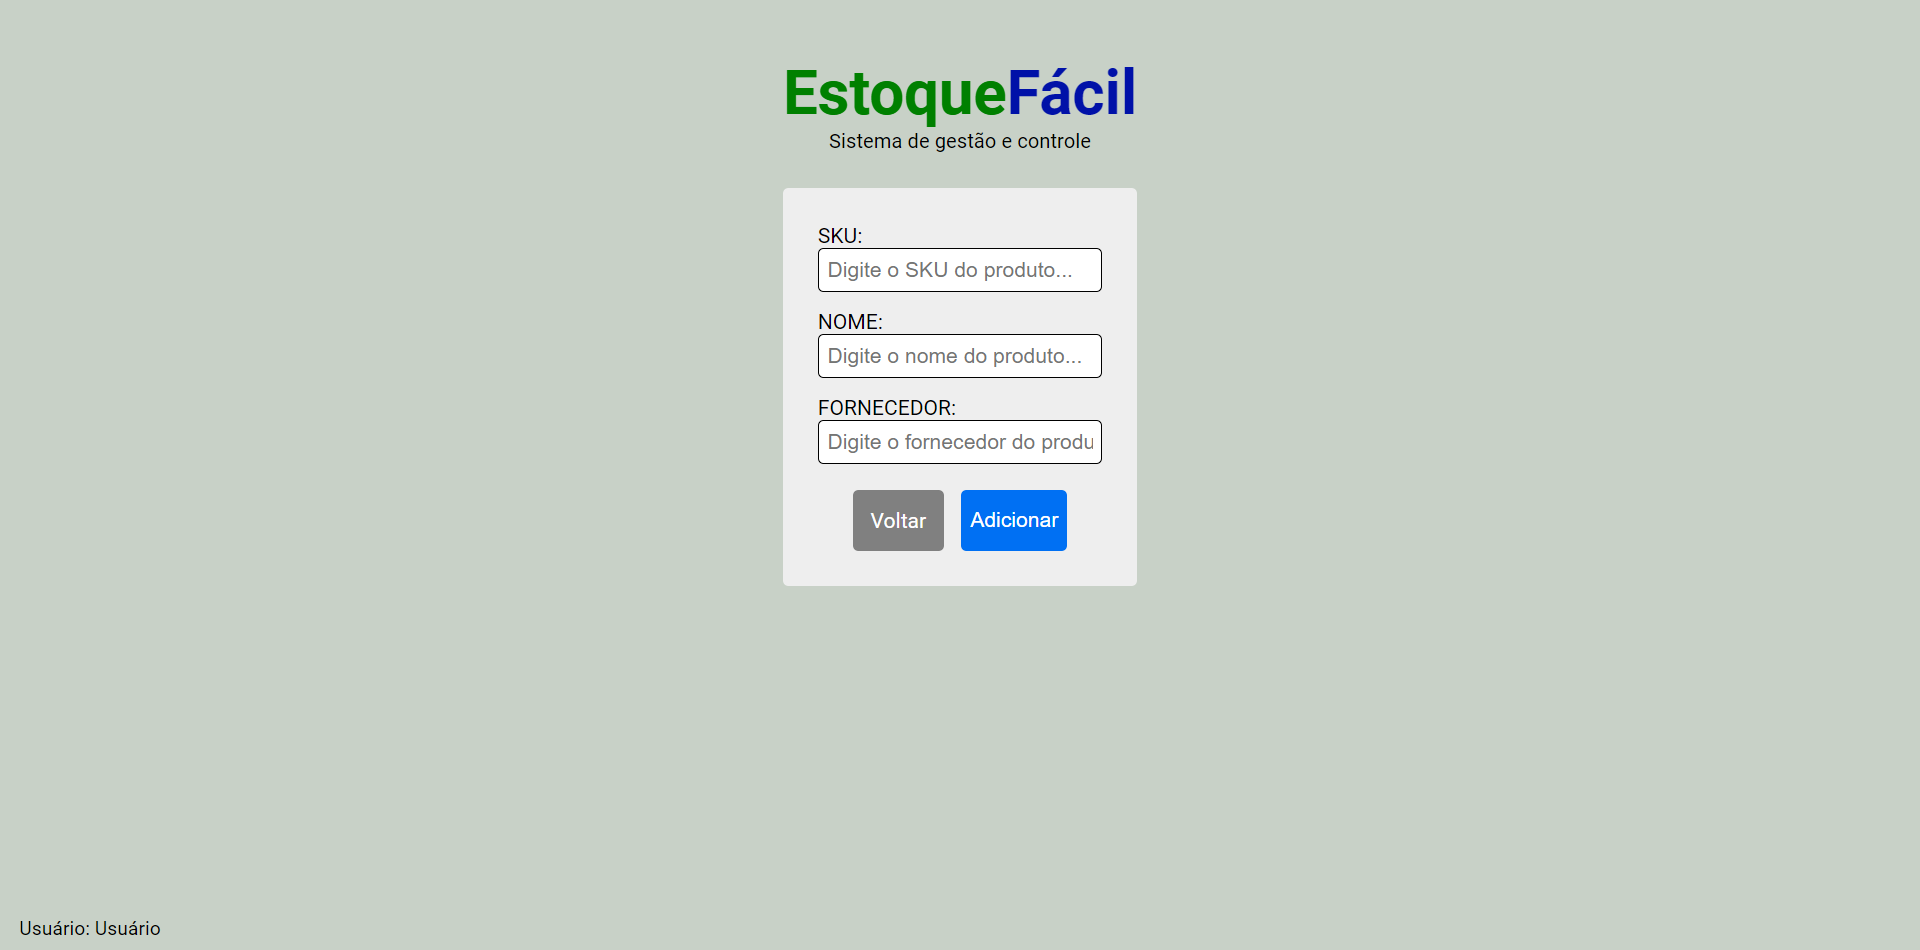 EstoqueFácil
Sistema de gestão e controle
SKU:
Digite o SKU do produto...
NOME:
Digite o nome do produto...
FORNECEDOR:
Digite o fornecedor do produ
Voltar Adicionar
Usuário: Usuário